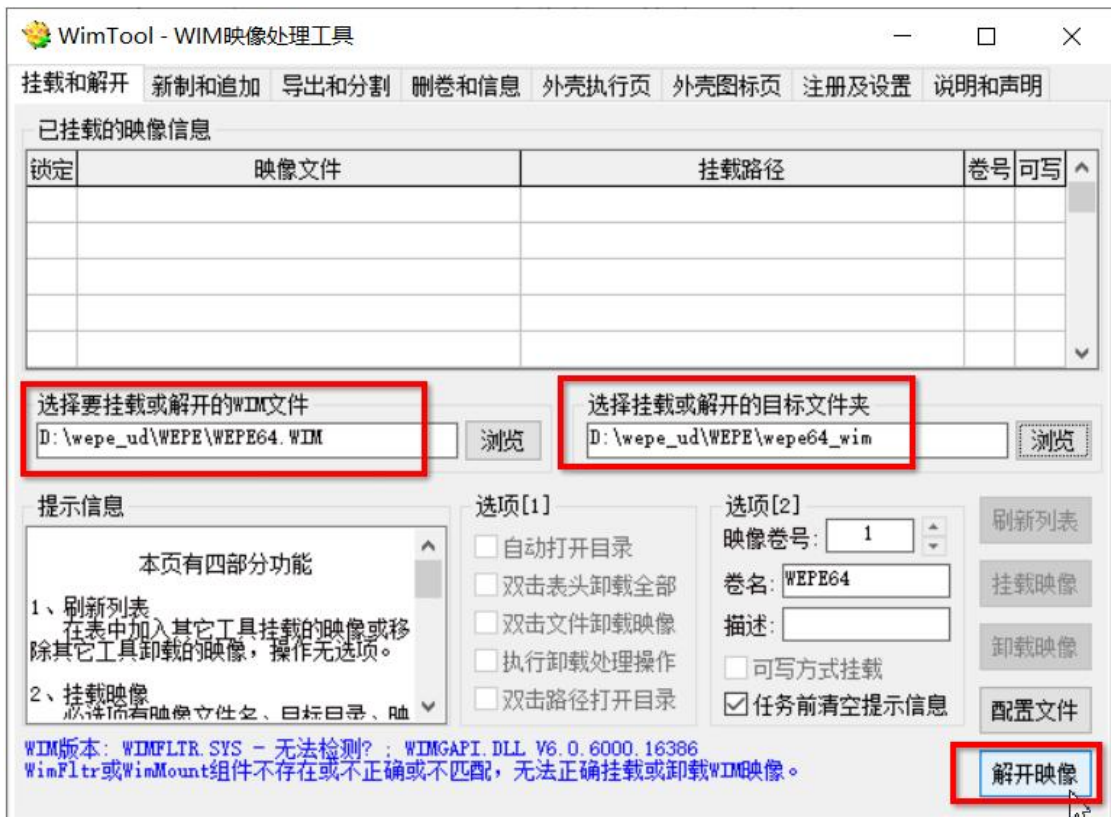 WimTool - WIM映像处理工具
挂载和解开 新制和追加 导出和分割 删卷和信息 外壳执行页 外壳图标页 注册及设置 说明和声明
已挂载的映像信息
锁定 映像文件 挂载路径 卷号 可写
选择要挂载或解开的WIM文件 选择挂载或解开的目标文件夹
D:\wepe_ud\WEPE\WEPE64.WIM 浏览 D:\wepe_ud\WEPE\wepe64_wim 浏览
提示信息
本页有四部分功能
1、刷新列表
在表中加入其它工具挂载的映像或移
除其它工具卸载的映像，操作无选项。
2、挂载映像
必选项有映像文件名、目标目录、映
选项[1]
自动打开目录
双击表头卸载全部
双击文件卸载映像
执行卸载处理操作
双击路径打开目录
选项[2]
映像卷号: 1
卷名: WEPE64
描述:
可写方式挂载
任务前清空提示信息
刷新列表
挂载映像
卸载映像
配置文件
解开映像
WIM版本: WIMFLTR.SYS - 无法检测? ; WIMGAPI.DLL V6.0.6000.16386
WimFltr或WimMount组件不存在或不正确或不匹配，无法正确挂载或卸载WIM映像。